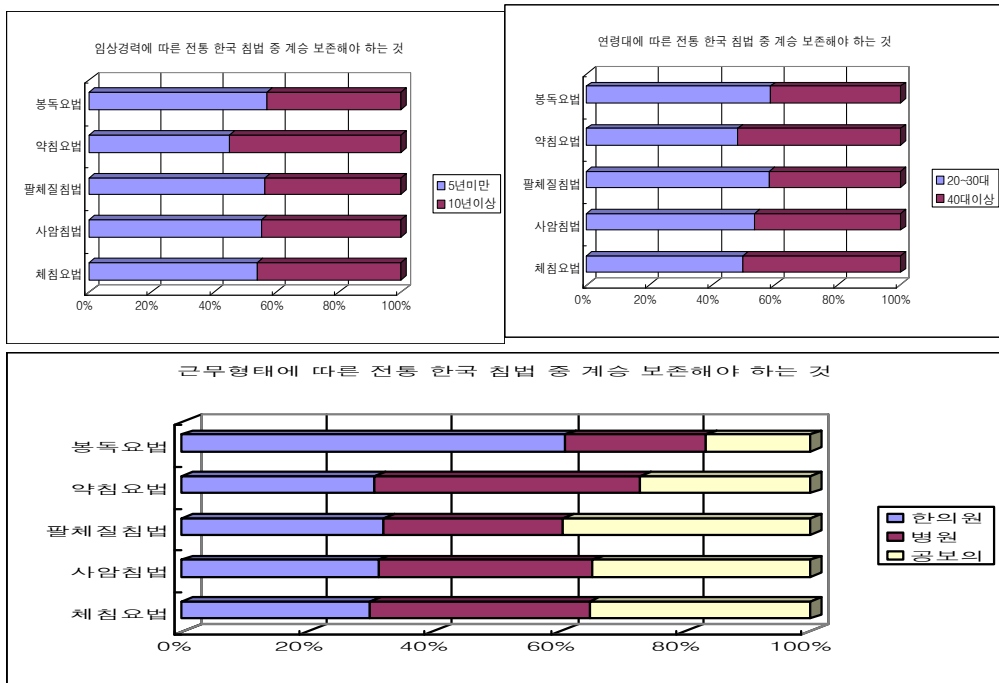 임상경력에 따른 전통 한국 침법 중 계승 보존해야 하는 것
봉독요법
약침요법
팔체질침법
사암침법
체침요법
0% 20% 40% 60% 80% 100%
5년미만
10년이상
연령대에 따른 전통 한국 침법 중 계승 보존해야 하는 것
봉독요법
약침요법
팔체질침법
사암침법
체침요법
0% 20% 40% 60% 80% 100%
20~30대
40대이상
근무형태에 따른 전통 한국 침법 중 계승 보존해야 하는 것
봉독요법
약침요법
팔체질침법
사암침법
체침요법
0% 20% 40% 60% 80% 100%
한의원
병원
공보의